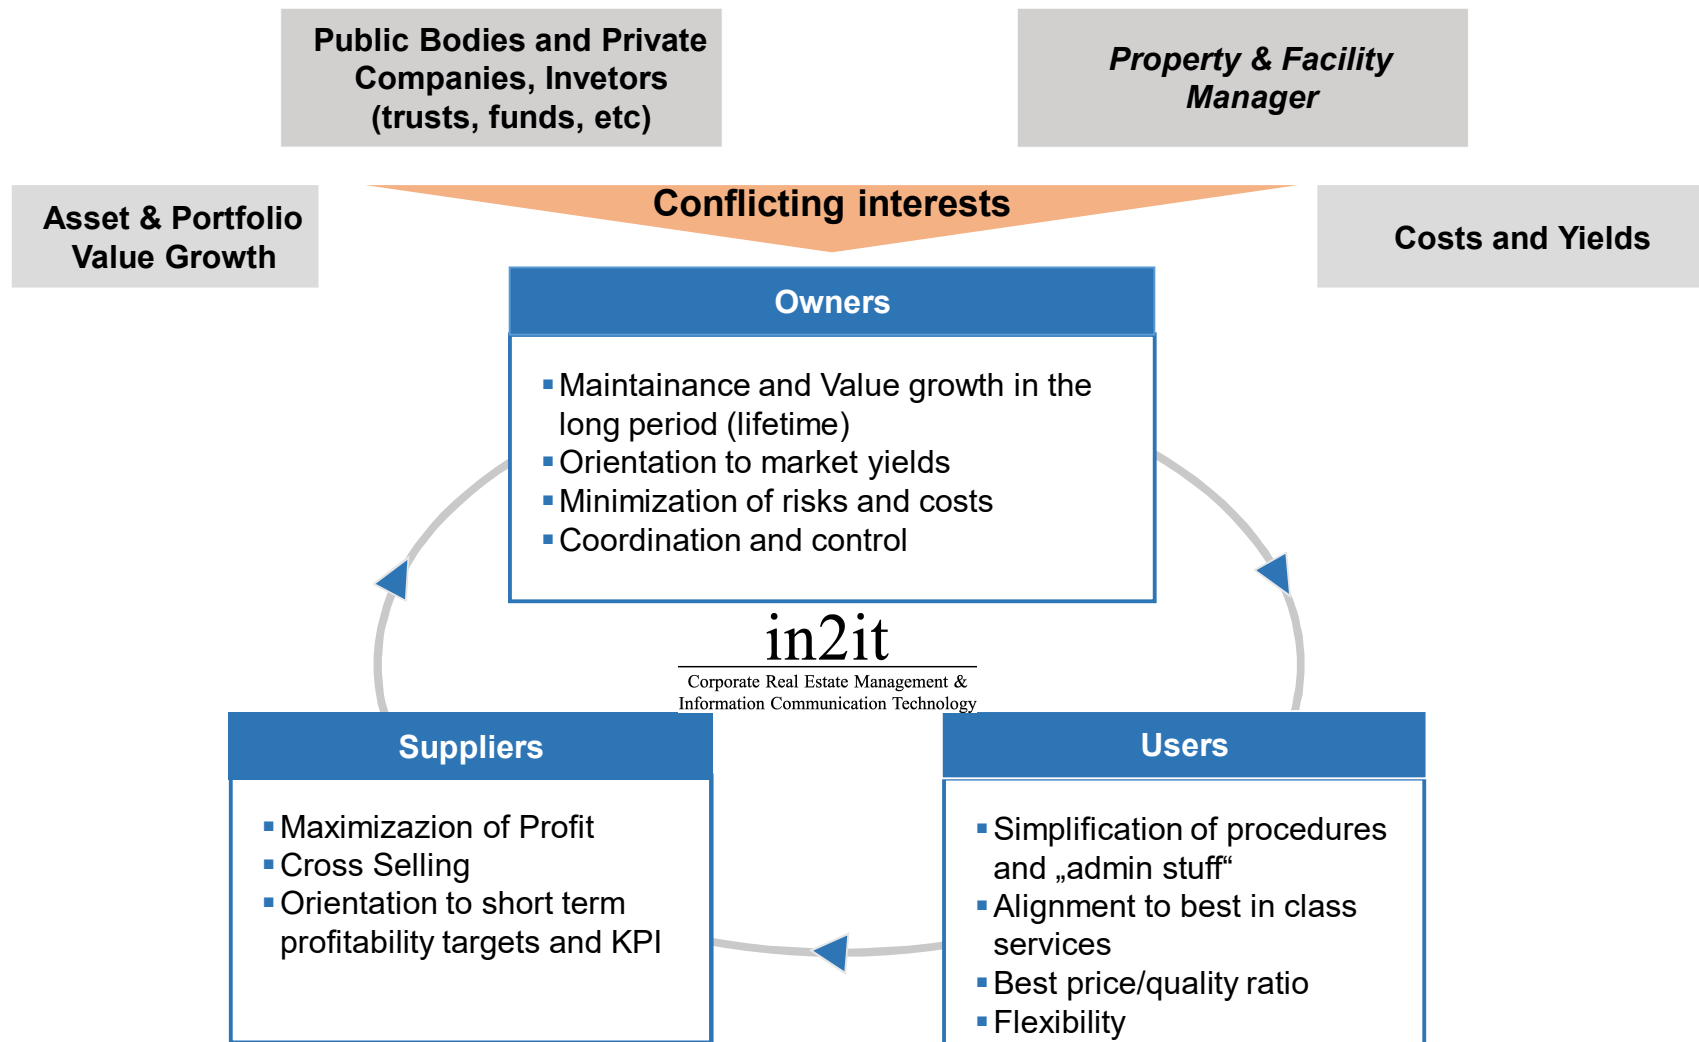 Public Bodies and Private
Companies, Invetors
(trusts, funds, etc)
Property & Facility
Manager
Asset & Portfolio
Value Growth
Conflicting interests
Costs and Yields
Owners
▪Maintainance and Value growth in the
long period (lifetime)
▪Orientation to market yields
▪Minimization of risks and costs
▪Coordination and control
in2it
Corporate Real Estate Management &
Information Communication Technology
Suppliers
▪Maximizazion of Profit
▪Cross Selling
▪Orientation to short term
profitability targets and KPI
Users
▪Simplification of procedures
and „admin stuff“
▪Alignment to best in class
services
▪Best price/quality ratio
▪Flexibility